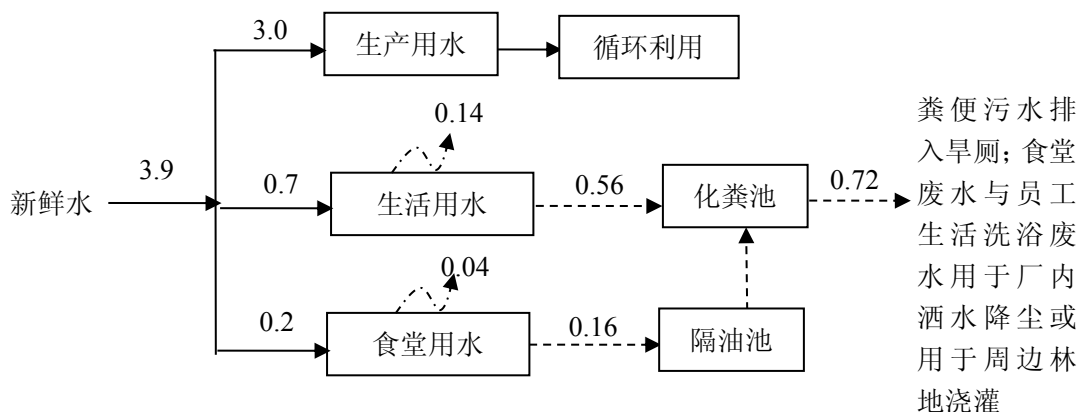 3.0
生产用水
循环利用
0.14
3.9
新鲜水
0.7
生活用水
0.56
化粪池
0.72
0.04
0.2
食堂用水
0.16
隔油池
粪便污水排
入旱厕；食堂
废水与员工
生活洗浴废
水用于厂内
洒水降尘或
用于周边林
地浇灌